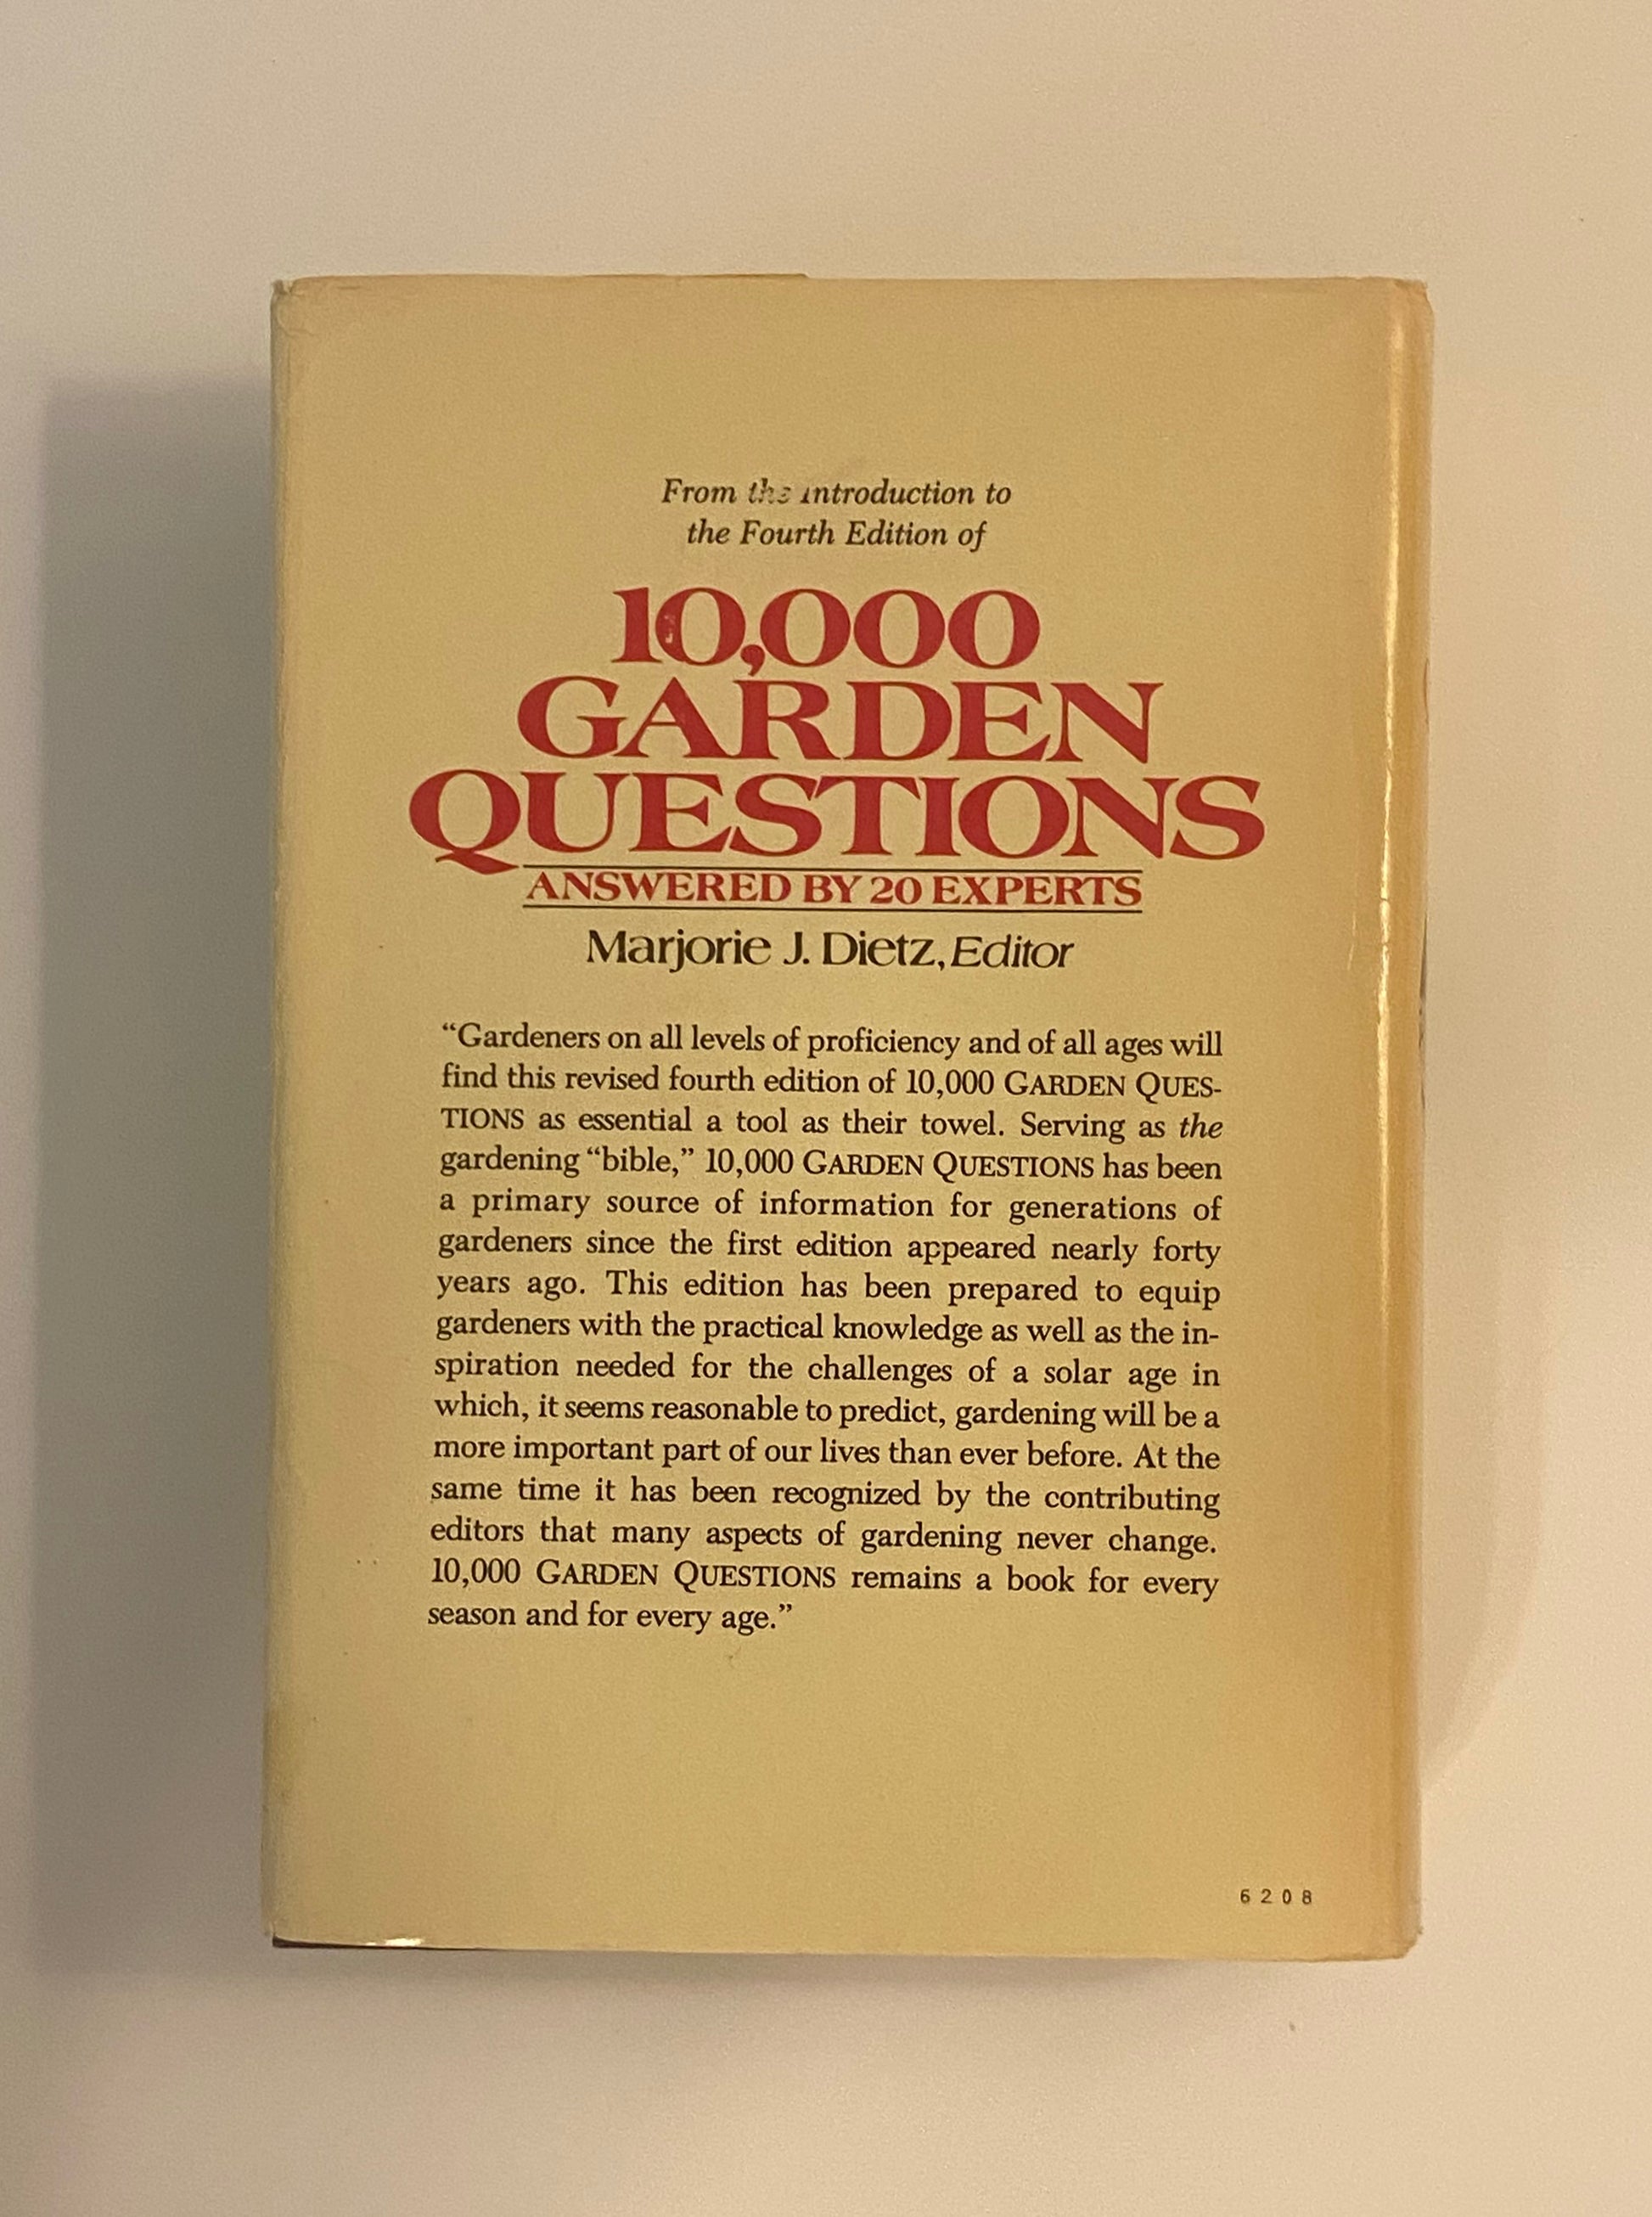 From the Introduction to
the Fourth Edition of
10,000
GARDEN
QUESTIONS
ANSWERED BY 20 EXPERTS
Marjorie J. Dietz, Editor
“Gardeners on all levels of proficiency and of all ages will
find this revised fourth edition of 10,000 GARDEN QUES-
TIONS as essential a tool as their towel. Serving as the
gardening “bible,” 10,000 GARDEN QUESTIONS has been
a primary source of information for generations of
gardeners since the first edition appeared nearly forty
years ago. This edition has been prepared to equip
gardeners with the practical knowledge as well as the in-
spiration needed for the challenges of a solar age in
which, it seems reasonable to predict, gardening will be a
more important part of our lives than ever before. At the
same time it has been recognized by the contributing
editors that many aspects of gardening never change.
10,000 GARDEN QUESTIONS remains a book for every
season and for every age.”
6208